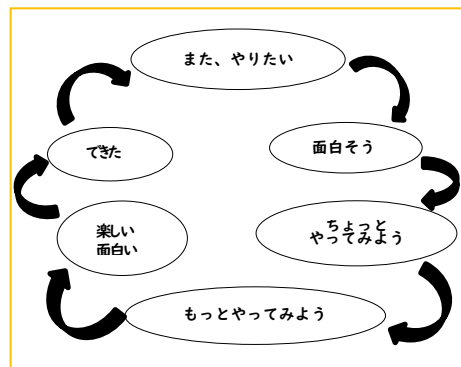 また、やりたい
面白そう
ちょっと
やってみよう
もっとやってみよう
楽しい
面白い
できた